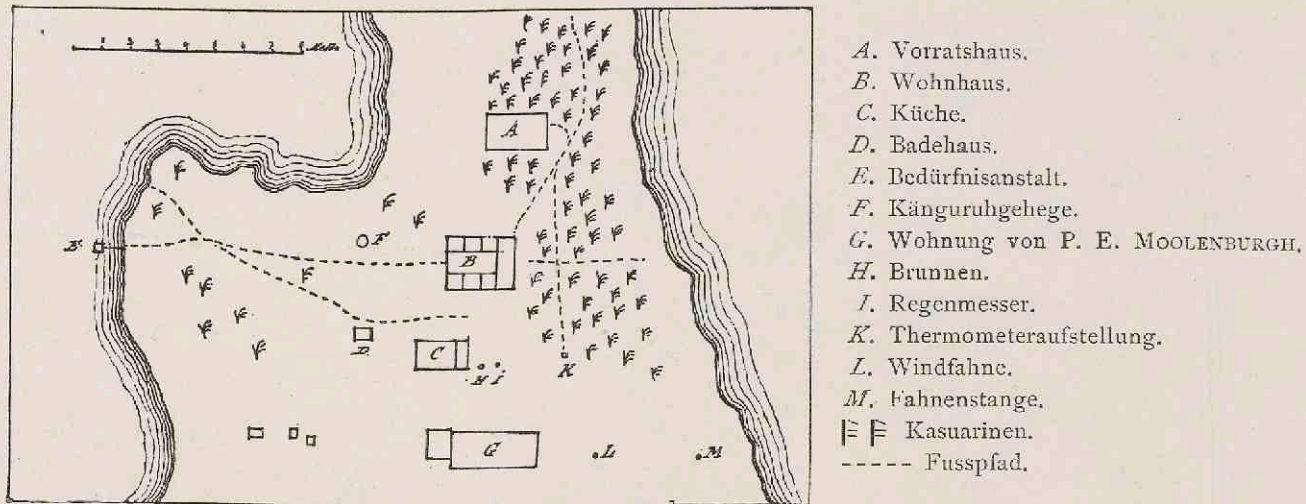 A
B
C
D.
E.
F
G
H I
K
L
M
A. Vorratshaus.
B. Wohnhaus.
C. Küche.
D. Badehaus.
E. Bedürfnisanstalt.
F. Känguruhgehege.
G. Wohnung von P. E. MOOLENBURGH.
H. Brunnen.
I. Regenmesser.
K. Thermometeraufstellung.
L. Windfahne.
M. Fahnenstange.
Kasuarinen.
Fusspfad.